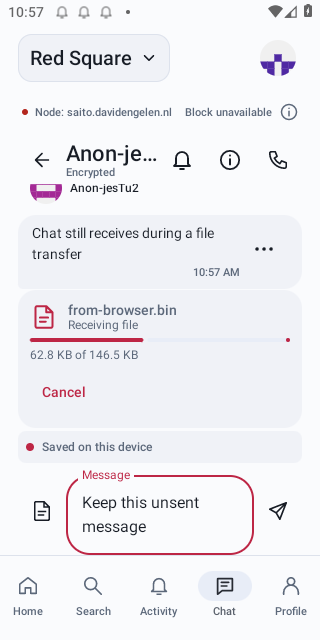 10:57
Red Square
Node: saito.davidengelen.nl Block unavailable
Anon-je...
Encrypted
Anon-jesTu2
Chat still receives during a file
transfer
10:57 AM
from-browser.bin
Receiving file
62.8 KB of 146.5 KB
Cancel
Saved on this device
Message
Keep this unsent
message
Home Search Activity Chat Profile